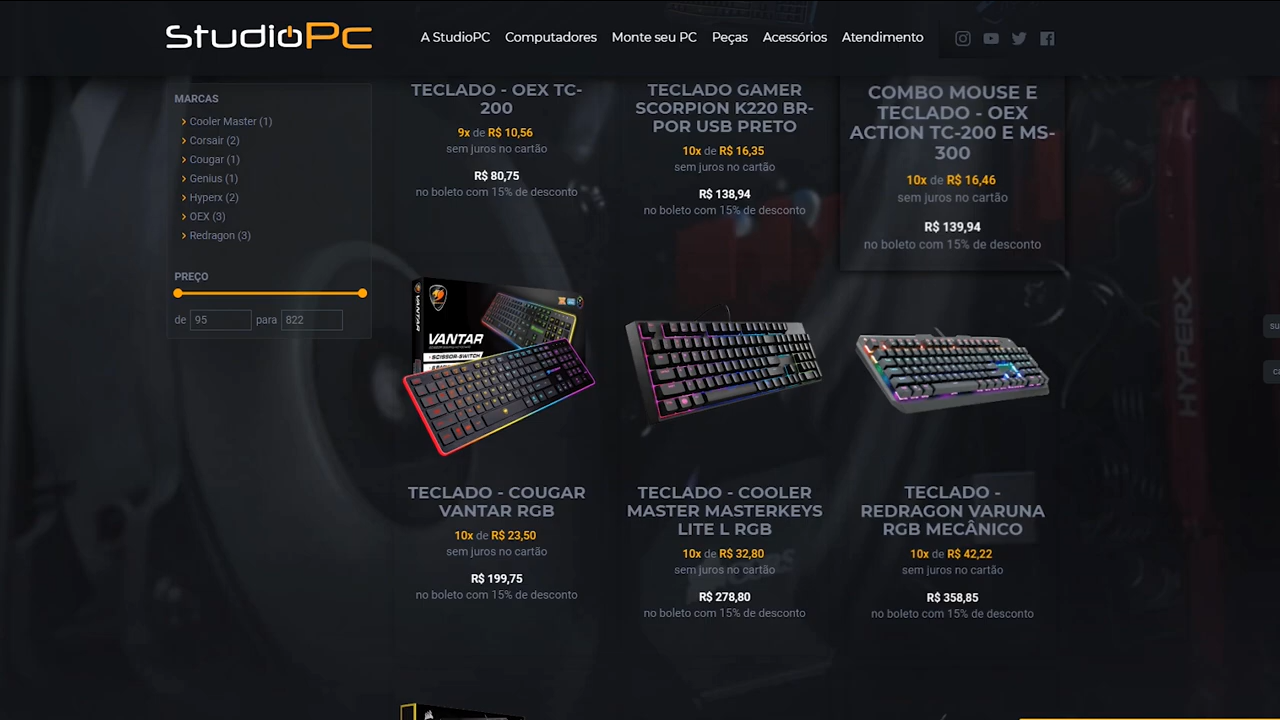 StudioPc
A StudioPC Computadores Monte seu PC Peças Acessórios Atendimento
MARCAS
Cooler Master (1)
Corsair (2)
Cougar (1)
Genius (1)
Hyperx (2)
OEX (3)
Redragon (3)
PREÇO
de 95 para 822
TECLADO - OEX TC-
200
9x de R$ 10,56
sem juros no cartão
R$ 80,75
no boleto com 15% de desconto
TECLADO GAMER
SCORPION K220 BR-
POR USB PRETO
10x de R$ 16,35
sem juros no cartão
R$ 138,94
no boleto com 15% de desconto
COMBO MOUSE E
TECLADO - OEX
ACTION TC-200 E MS-
300
10x de R$ 16,46
sem juros no cartão
R$ 139,94
no boleto com 15% de desconto
VANTAR
SCISSOR-SWITCH
TECLADO - COUGAR
VANTAR RGB
10x de R$ 23,50
sem juros no cartão
R$ 199,75
no boleto com 15% de desconto
TECLADO - COOLER
MASTER MASTERKEYS
LITE L RGB
10x de R$ 32,80
sem juros no cartão
R$ 278,80
no boleto com 15% de desconto
TECLADO -
REDRAGON VARUNA
RGB MECÂNICO
10x de R$ 42,22
sem juros no cartão
R$ 358,85
no boleto com 15% de desconto
HYPERX
su
ca